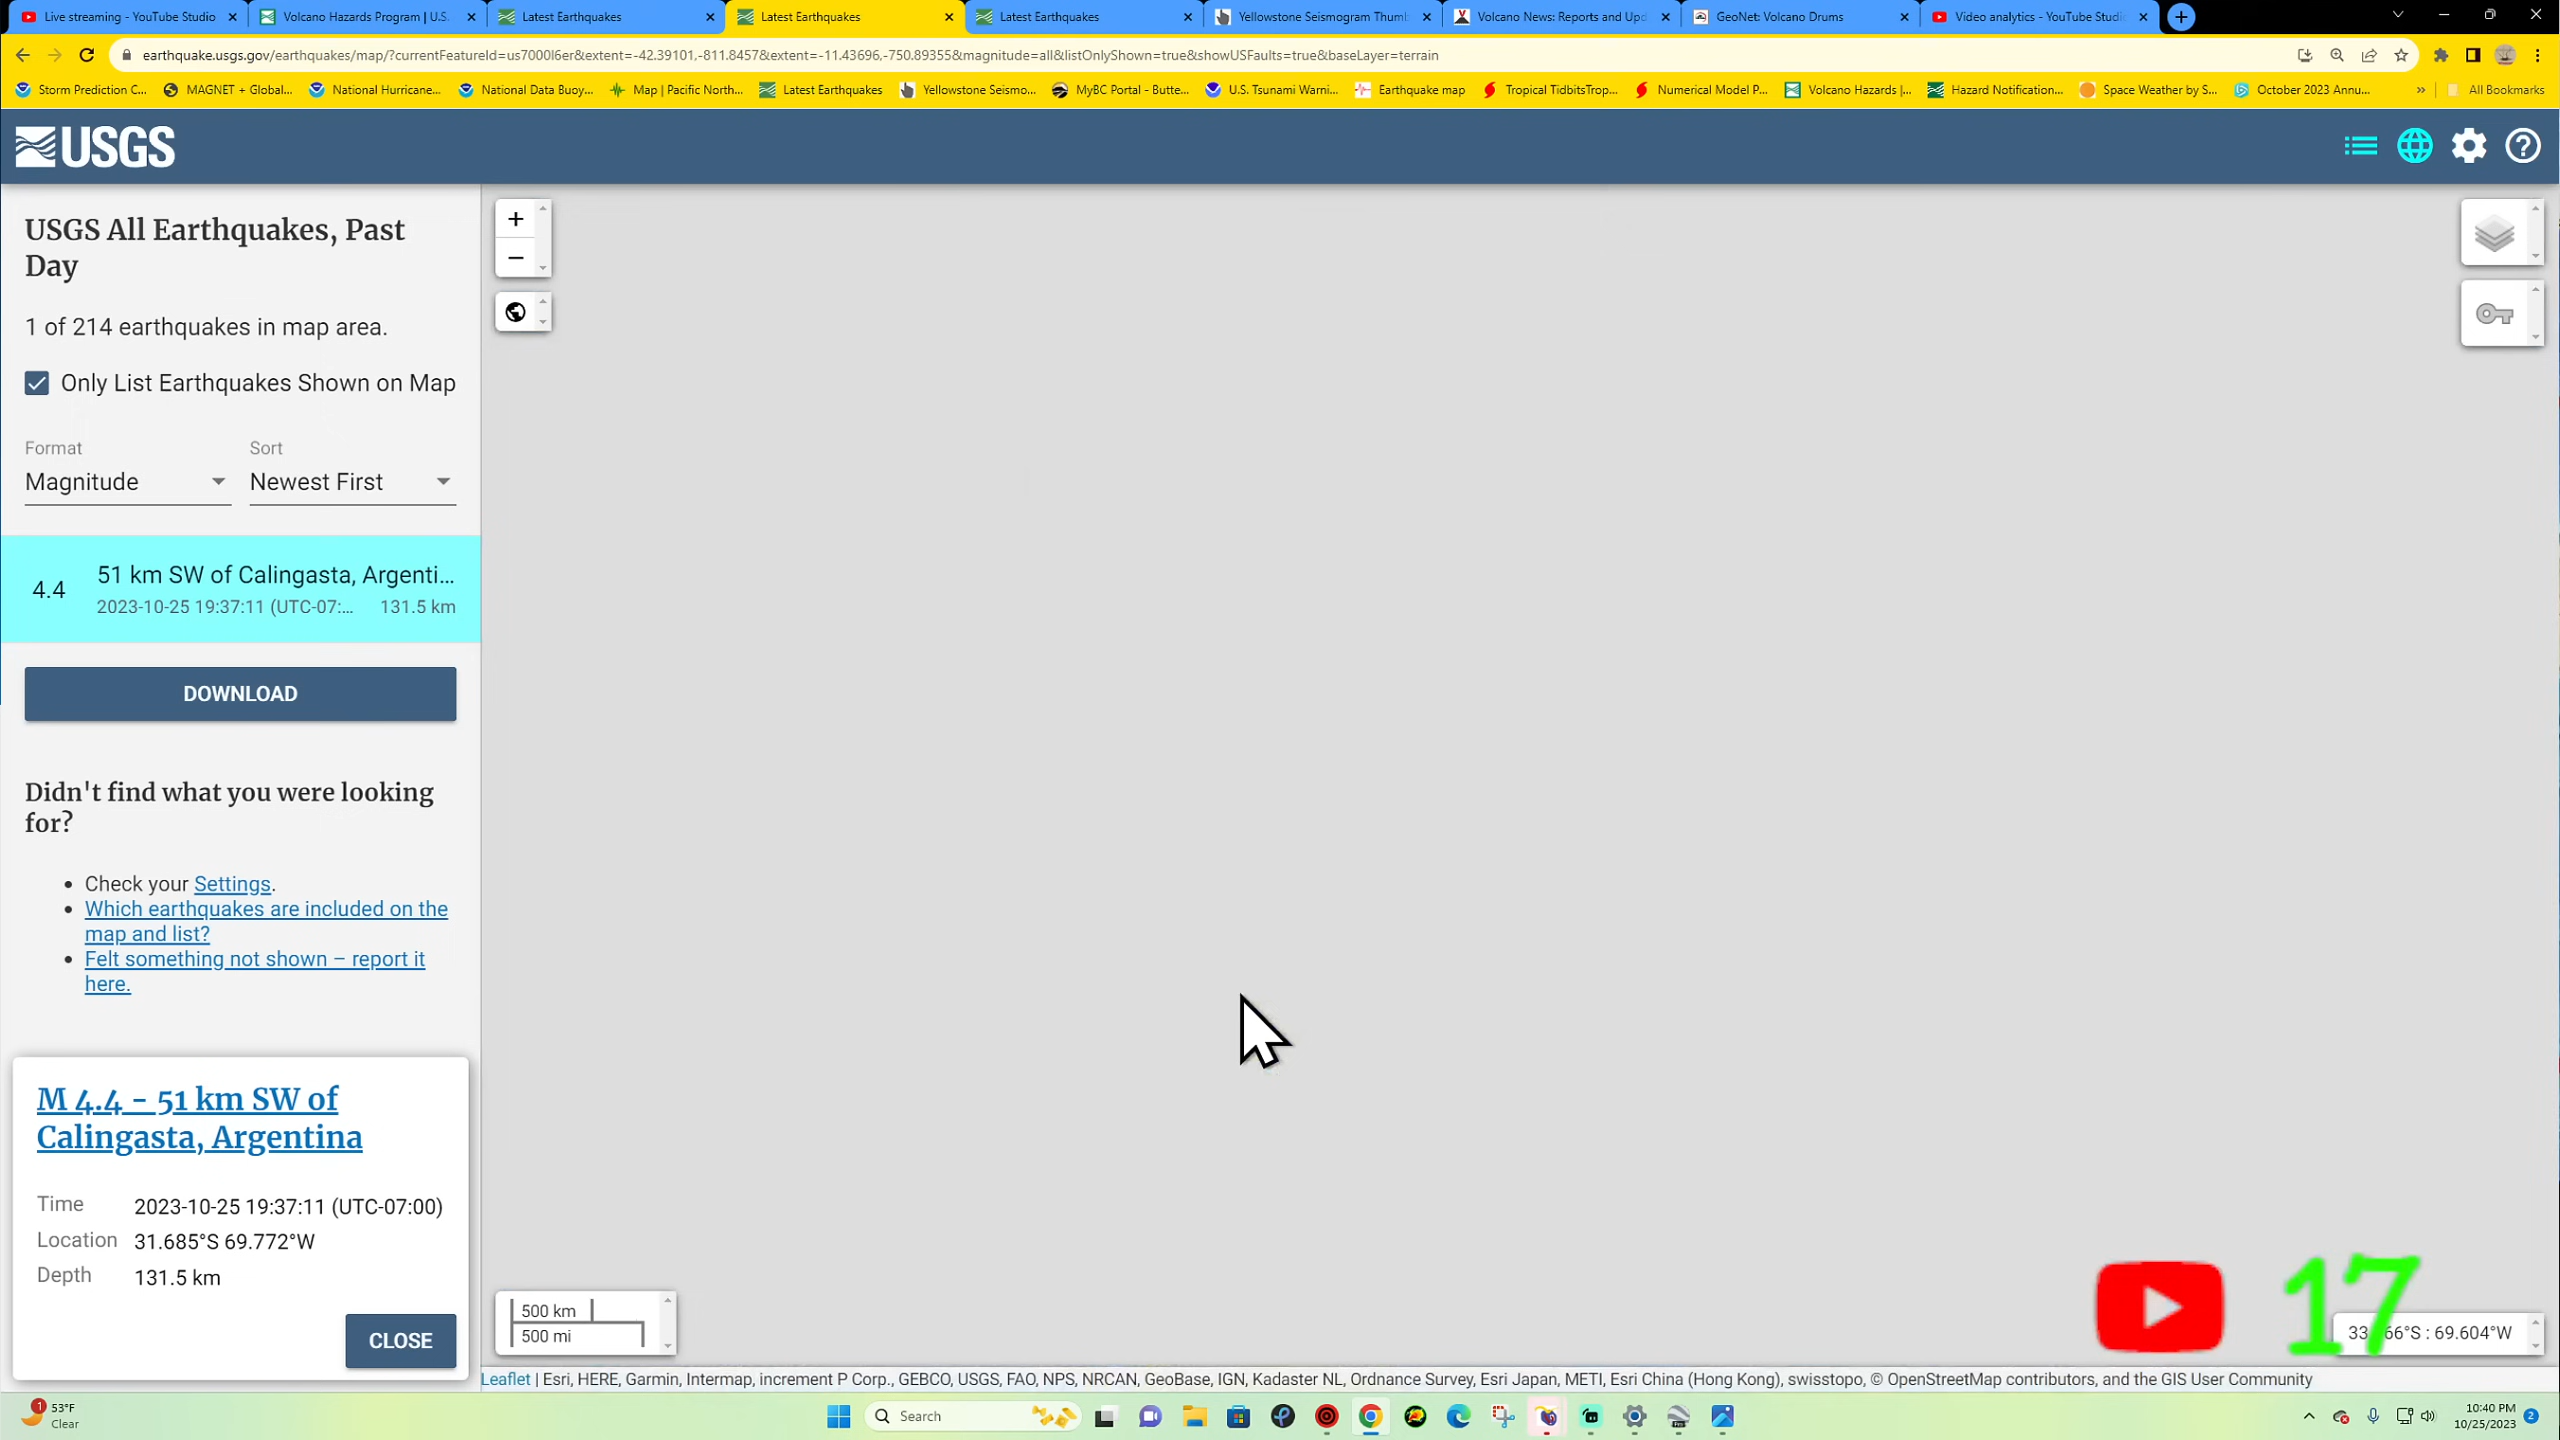 Live streaming - YouTube Studio
Volcano Hazards Program | U.S.
Latest Earthquakes
Latest Earthquakes
Latest Earthquakes
Yellowstone Seismogram Thumb
Volcano News: Reports and Upd
GeoNet: Volcano Drums
Video analytics - YouTube Studi
earthquake.usgs.gov/earthquakes/map/?currentFeatureId=us7000l6er&extent=-42.39101,-811.8457&extent=-11.43696,-750.89355&magnitude=all&listOnlyShown=true&showUSFaults=true&baseLayer=terrain
Storm Prediction C...
MAGNET + Global...
National Hurricane...
National Data Buoy...
Map | Pacific North...
Latest Earthquakes
Yellowstone Seismo...
MyBC Portal - Butte...
U.S. Tsunami Warni...
Earthquake map
Tropical TidbitsTrop...
Numerical Model P...
Volcano Hazards |...
Hazard Notification...
Space Weather by S...
October 2023 Annu...
»
All Bookmarks
USGS
USGS All Earthquakes, Past
Day
1 of 214 earthquakes in map area.
Only List Earthquakes Shown on Map
Format
Sort
Magnitude
Newest First
4.4
51 km SW of Calingasta, Argenti...
2023-10-25 19:37:11 (UTC-07:...
131.5 km
DOWNLOAD
Didn't find what you were looking
for?
• Check your Settings.
• Which earthquakes are included on the
map and list?
• Felt something not shown – report it
here.
M 4.4 - 51 km SW of
Calingasta, Argentina
Time 2023-10-25 19:37:11 (UTC-07:00)
Location 31.685°S 69.772°W
Depth 131.5 km
CLOSE
+
−
500 km
500 mi
17
66°S : 69.604°W
Leaflet | Esri, HERE, Garmin, Intermap, increment P Corp., GEBCO, USGS, FAO, NPS, NRCAN, GeoBase, IGN, Kadaster NL, Ordnance Survey, Esri Japan, METI, Esri China (Hong Kong), swisstopo, © OpenStreetMap contributors, and the GIS User Community
1
53°F
Clear
Search
10:40 PM
10/25/2023
2